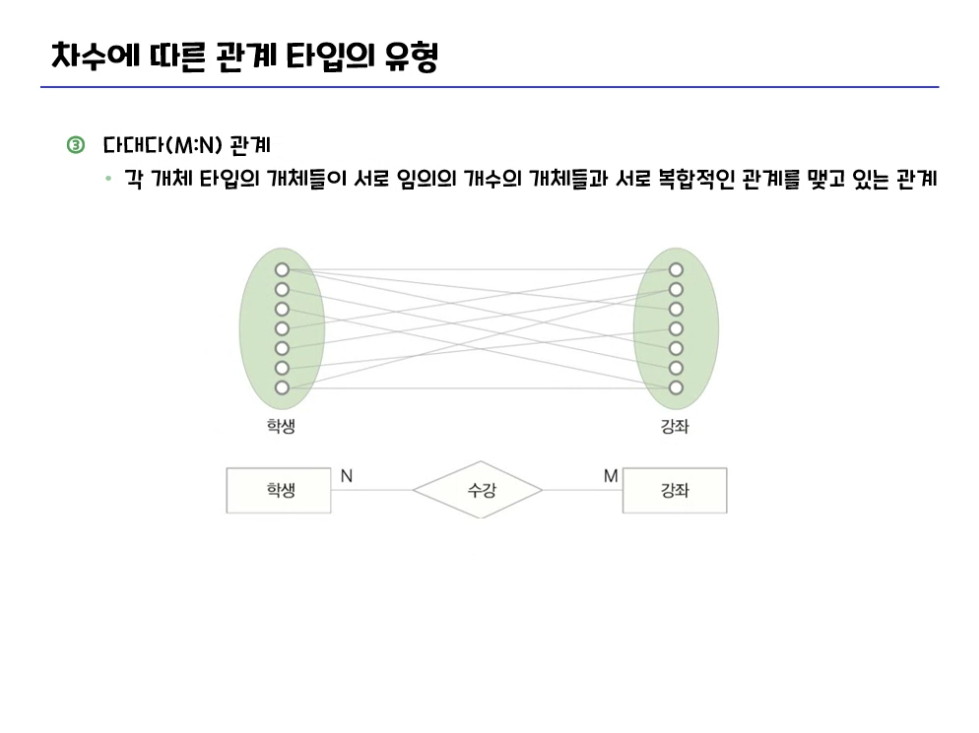 차수에 따른 관계 타입의 유형
③ 다대다(M:N) 관계
• 각 개체 타입의 개체들이 서로 임의의 개수의 개체들과 서로 복합적인 관계를 맺고 있는 관계
학생 강좌
학생 N 수강 M 강좌